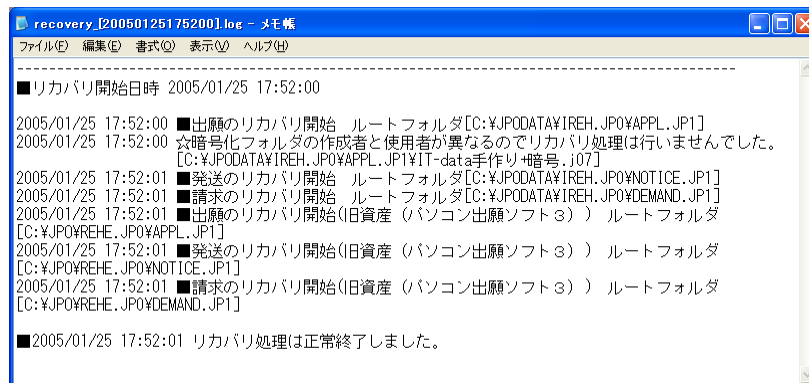 recovery_[20050125175200].log - メモ帳
ファイル(F) 編集(E) 書式(O) 表示(V) ヘルプ(H)
--------------------------------------------------------------------------------
■リカバリ開始日時 2005/01/25 17:52:00
2005/01/25 17:52:00 ■出願のリカバリ開始　ルートフォルダ[C:¥JPODATA¥IREH.JPO¥APPL.JP1]
2005/01/25 17:52:00 ☆暗号化フォルダの作成者と使用者が異なるのでリカバリ処理は行いませんでした。
[C:¥JPODATA¥IREH.JPO¥APPL.JP1¥IT-data手作り+暗号.j07]
2005/01/25 17:52:01 ■発送のリカバリ開始　ルートフォルダ[C:¥JPODATA¥IREH.JPO¥NOTICE.JP1]
2005/01/25 17:52:01 ■請求のリカバリ開始　ルートフォルダ[C:¥JPODATA¥IREH.JPO¥DEMAND.JP1]
2005/01/25 17:52:01 ■出願のリカバリ開始(旧資産（パソコン出願ソフト３））　ルートフォルダ
[C:¥JPO¥REHE.JPO¥APPL.JP1]
2005/01/25 17:52:01 ■発送のリカバリ開始(旧資産（パソコン出願ソフト３））　ルートフォルダ
[C:¥JPO¥REHE.JPO¥NOTICE.JP1]
2005/01/25 17:52:01 ■請求のリカバリ開始(旧資産（パソコン出願ソフト３））　ルートフォルダ
[C:¥JPO¥REHE.JPO¥DEMAND.JP1]
■2005/01/25 17:52:01 リカバリ処理は正常終了しました。